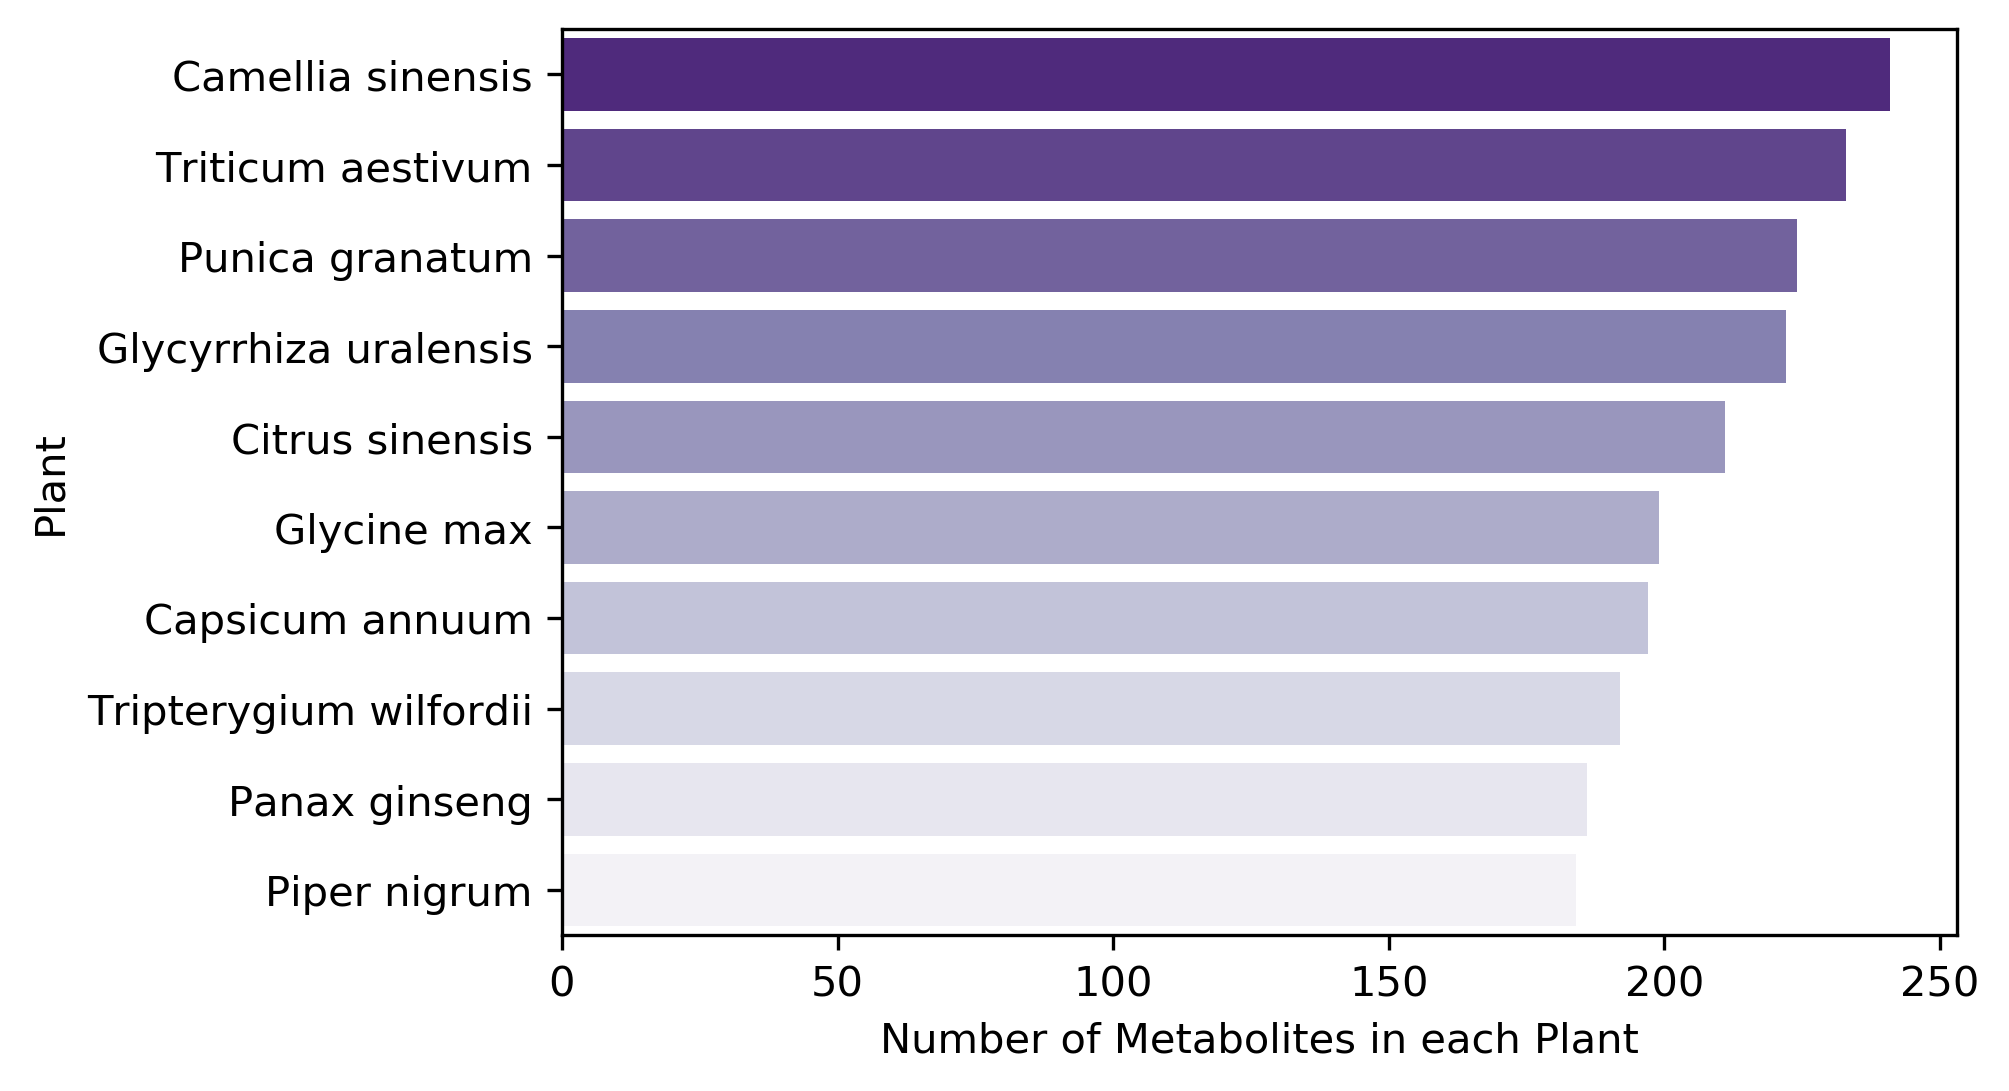 Camellia sinensis
Triticum aestivum
Punica granatum
Glycyrrhiza uralensis
Citrus sinensis
Glycine max
Capsicum annuum
Tripterygium wilfordii
Panax ginseng
Piper nigrum
Plant
0 50 100 150 200 250
Number of Metabolites in each Plant